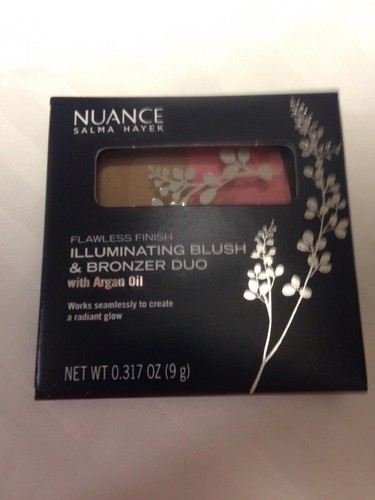 NUANCE
SALMA HAYEK
FLAWLESS FINISH
ILLUMINATING BLUSH
& BRONZER DUO
with Argan Oil
Works seamlessly to create
a radiant glow
NET WT 0.317 OZ (9 g)